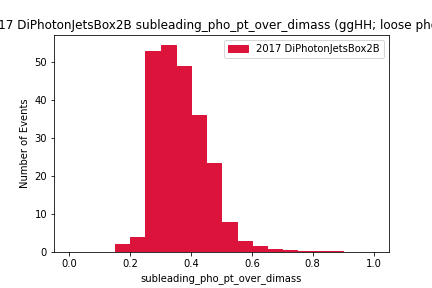 17 DiPhotonJetsBox2B subleading_pho_pt_over_dimass (ggHH; loose pho
2017 DiPhotonJetsBox2B
50
40
30
20
10
0
Number of Events
0.0 0.2 0.4 0.6 0.8 1.0
subleading_pho_pt_over_dimass